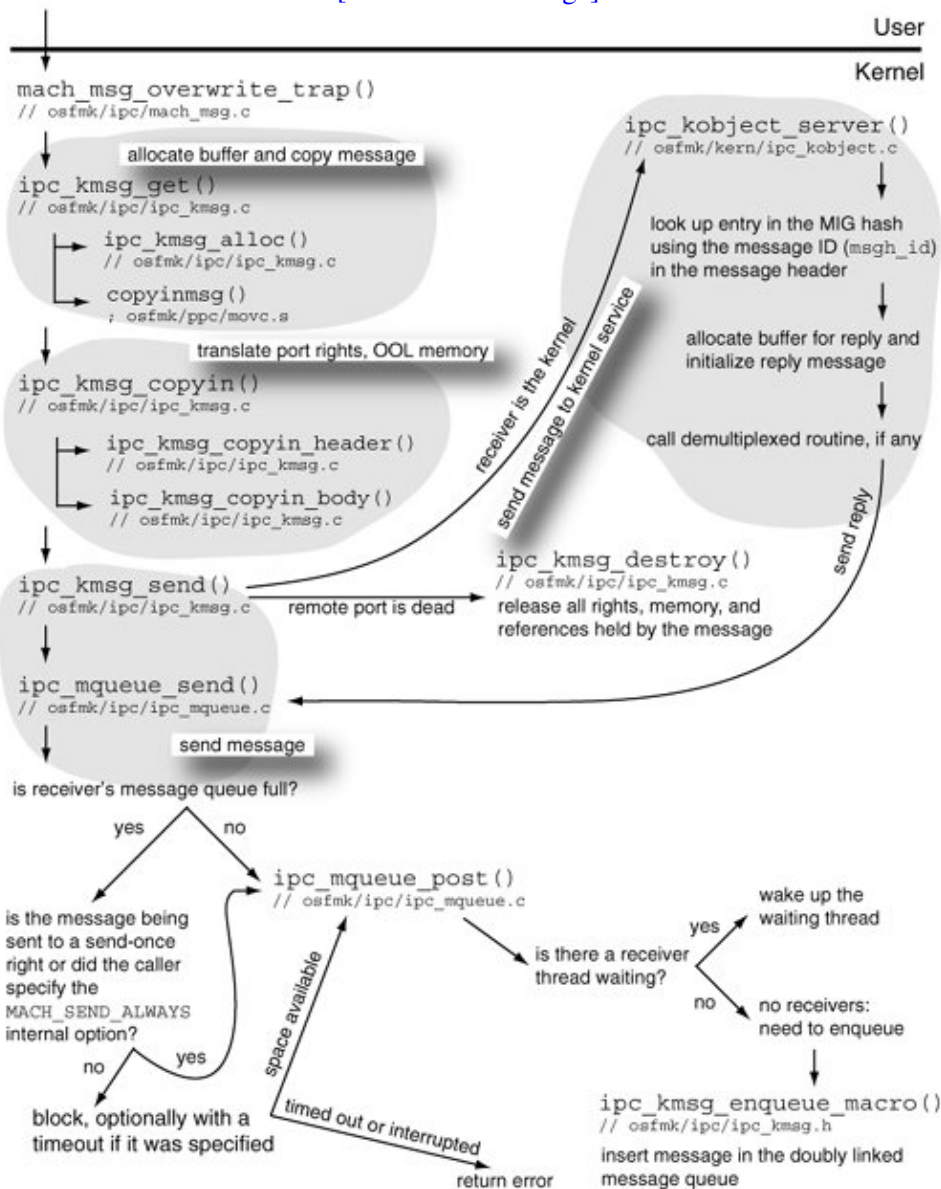 User
Kernel
mach_msg_overwrite_trap()
// osfmk/ipc/mach_msg.c
allocate buffer and copy message
ipc_kmsg_get()
// osfmk/ipc/ipc_kmsg.c
ipc_kmsg_alloc()
// osfmk/ipc/ipc_kmsg.c
copyinmsg()
; osfmk/ppc/movc.s
translate port rights, OOL memory
ipc_kmsg_copyin()
// osfmk/ipc/ipc_kmsg.c
ipc_kmsg_copyin_header()
// osfmk/ipc/ipc_kmsg.c
ipc_kmsg_copyin_body()
// osfmk/ipc/ipc_kmsg.c
ipc_kmsg_send()
// osfmk/ipc/ipc_kmsg.c
receiver is the kernel
send message to kernel service
ipc_kobject_server()
// osfmk/kern/ipc_kobject.c
look up entry in the MIG hash
using the message ID (msgh_id)
in the message header
allocate buffer for reply and
initialize reply message
call demultiplexed routine, if any
send reply
remote port is dead
ipc_kmsg_destroy()
// osfmk/ipc/ipc_kmsg.c
release all rights, memory, and
references held by the message
ipc_mqueue_send()
// osfmk/ipc/ipc_mqueue.c
send message
is receiver's message queue full?
yes
no
is the message being
sent to a send-once
right or did the caller
specify the
MACH_SEND_ALWAYS
internal option?
no
yes
block, optionally with a
timeout if it was specified
ipc_mqueue_post()
// osfmk/ipc/ipc_mqueue.c
space available
timed out or interrupted
return error
is there a receiver
thread waiting?
yes
wake up the
waiting thread
no
no receivers:
need to enqueue
ipc_kmsg_enqueue_macro()
// osfmk/ipc/ipc_kmsg.h
insert message in the doubly linked
message queue